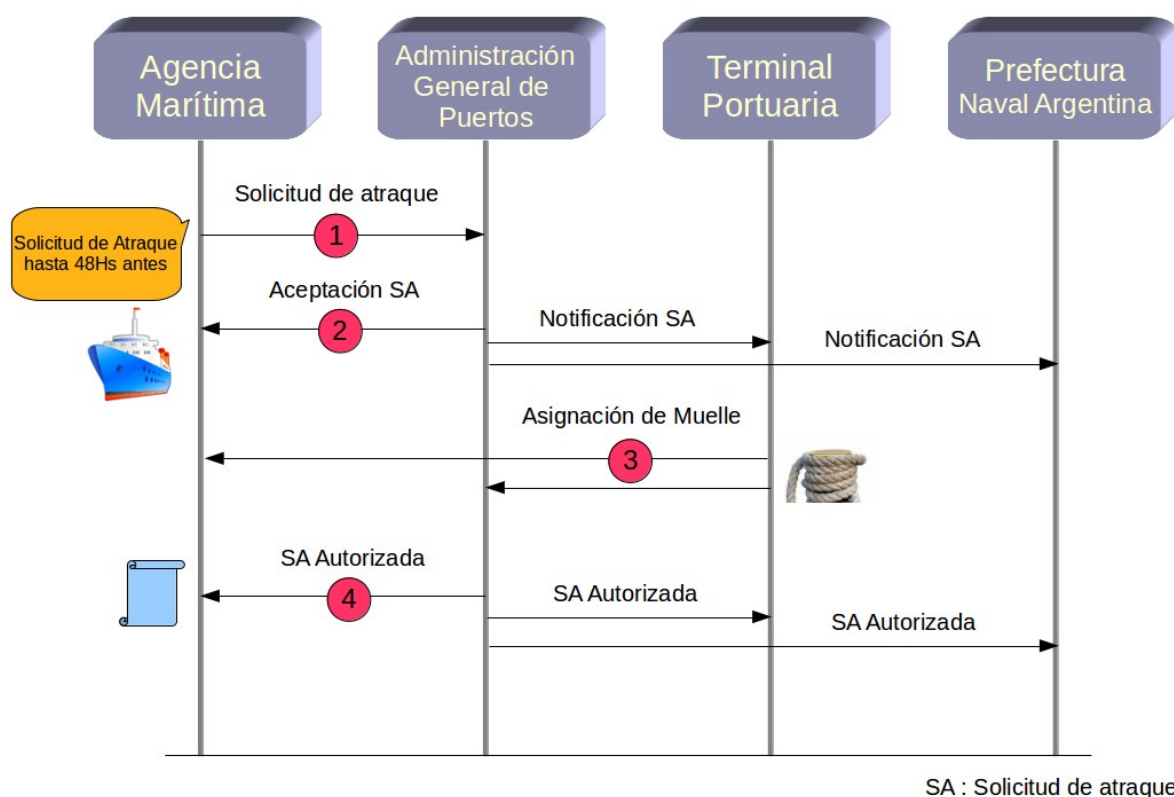 Agencia
Marítima
Administración
General de
Puertos
Terminal
Portuaria
Prefectura
Naval Argentina
Solicitud de atraque
1
Solicitud de Atraque
hasta 48Hs antes
Aceptación SA
2
Notificación SA
Notificación SA
Asignación de Muelle
3
SA Autorizada
4
SA Autorizada
SA Autorizada
SA : Solicitud de atraque